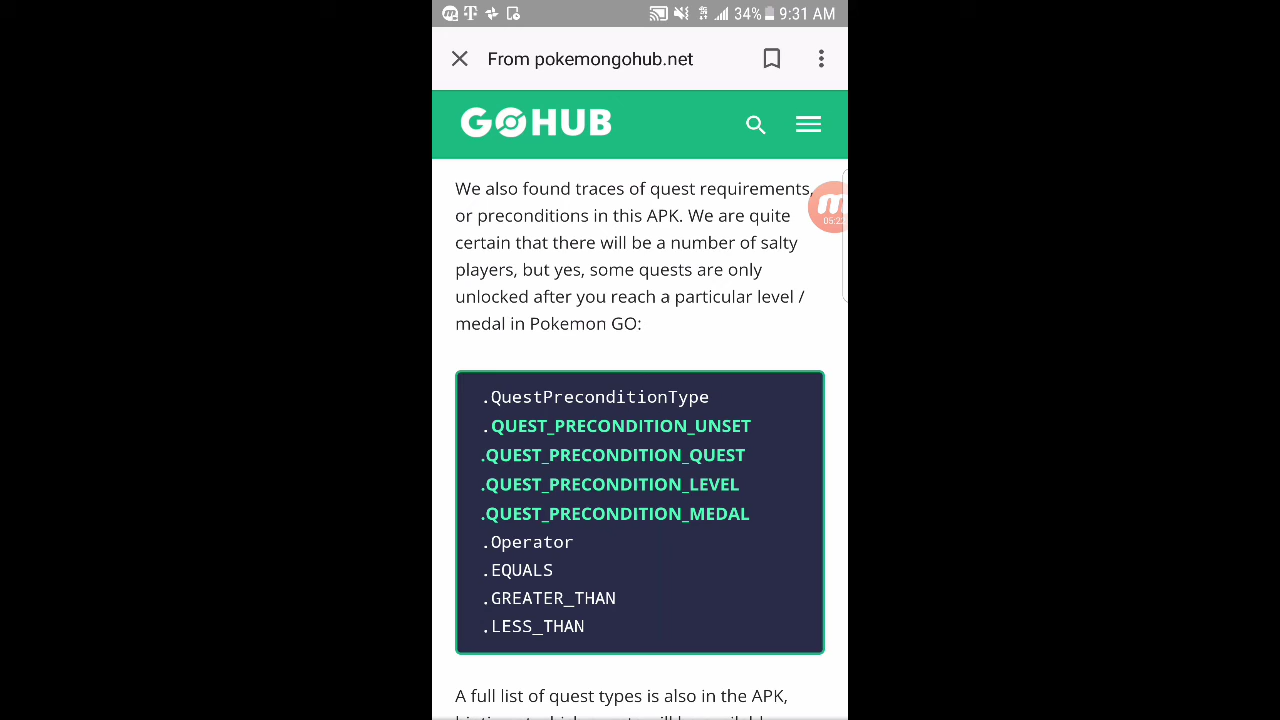 34% 9:31 AM
From pokemongohub.net
GOHUB
We also found traces of quest requirements,
or preconditions in this APK. We are quite
certain that there will be a number of salty
players, but yes, some quests are only
unlocked after you reach a particular level /
medal in Pokemon GO:
.QuestPreconditionType
.QUEST_PRECONDITION_UNSET
.QUEST_PRECONDITION_QUEST
.QUEST_PRECONDITION_LEVEL
.QUEST_PRECONDITION_MEDAL
.Operator
.EQUALS
.GREATER_THAN
.LESS_THAN
A full list of quest types is also in the APK,